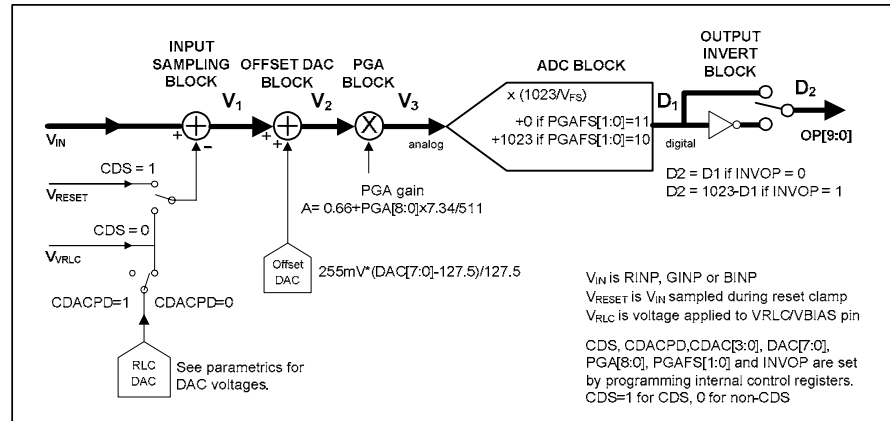 INPUT
SAMPLING
BLOCK
OFFSET DAC
BLOCK
PGA
BLOCK
ADC BLOCK
OUTPUT
INVERT
BLOCK
V1
V2
V3
x (1023/VFS)
+0 if PGAFS[1:0]=11
+1023 if PGAFS[1:0]=10
D1
D2
VIN
+
-
+
+
X
analog
digital
OP[9:0]
CDS = 1
VRESET
PGA gain
A= 0.66+PGA[8:0]x7.34/511
D2 = D1 if INVOP = 0
D2 = 1023-D1 if INVOP = 1
CDS = 0
VVRLC
Offset
DAC
255mV*(DAC[7:0]-127.5)/127.5
CDACPD=1
CDACPD=0
VIN is RINP, GINP or BINP
VRESET is VIN sampled during reset clamp
VRLC is voltage applied to VRLC/VBIAS pin
RLC
DAC
See parametrics for
DAC voltages.
CDS, CDACPD,CDAC[3:0], DAC[7:0],
PGA[8:0], PGAFS[1:0] and INVOP are set
by programming internal control registers.
CDS=1 for CDS, 0 for non-CDS